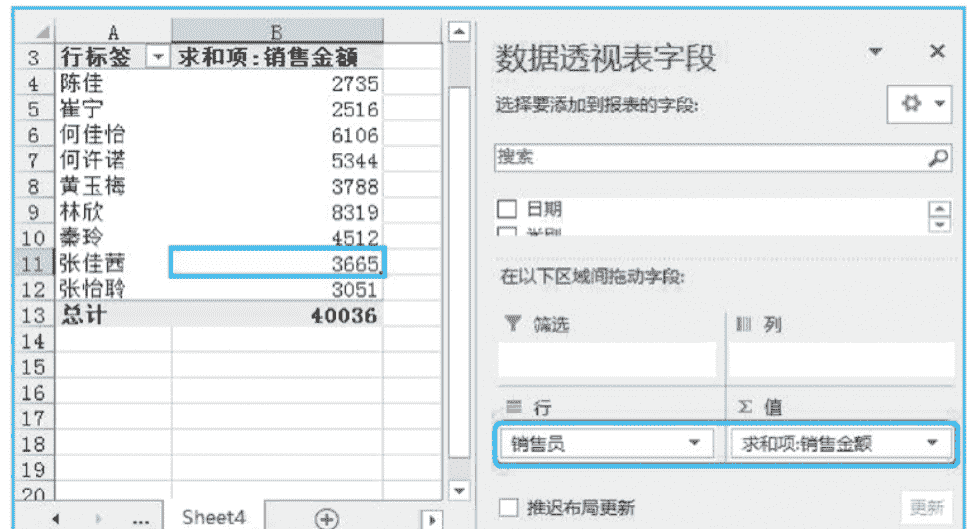 A B
3 行标签 求和项:销售金额
4 陈佳 2735
5 崔宁 2516
6 何佳怡 6106
7 何许诺 5344
8 黄玉梅 3788
9 林欣 8319
10 秦玲 4512
11 张佳茜 3665
12 张怡聆 3051
13 总计 40036
14
15
16
17
18
19
20
... Sheet4
数据透视表字段
选择要添加到报表的字段:
搜索
日期
类别
在以下区域间拖动字段:
筛选
列
行
Σ 值
销售员
求和项:销售金额
推迟布局更新
更新